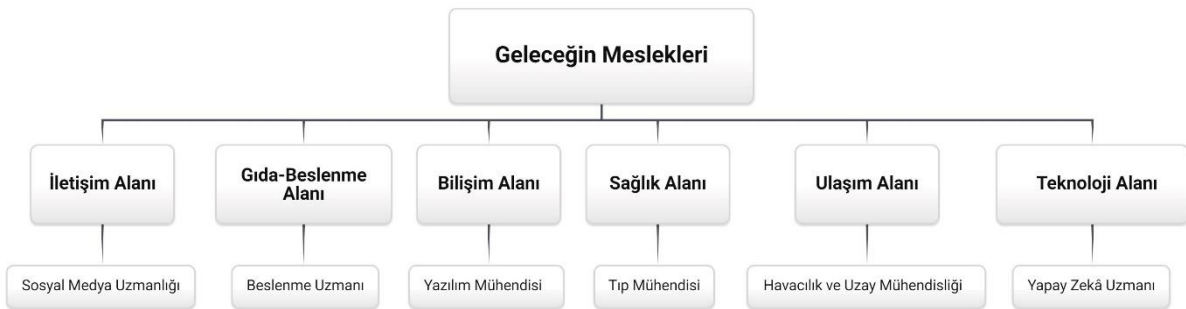 Geleceğin Meslekleri
İletişim Alanı
Gıda-Beslenme
Alanı
Bilişim Alanı
Sağlık Alanı
Ulaşım Alanı
Teknoloji Alanı
Sosyal Medya Uzmanlığı
Beslenme Uzmanı
Yazılım Mühendisi
Tıp Mühendisi
Havacılık ve Uzay Mühendisliği
Yapay Zekâ Uzmanı